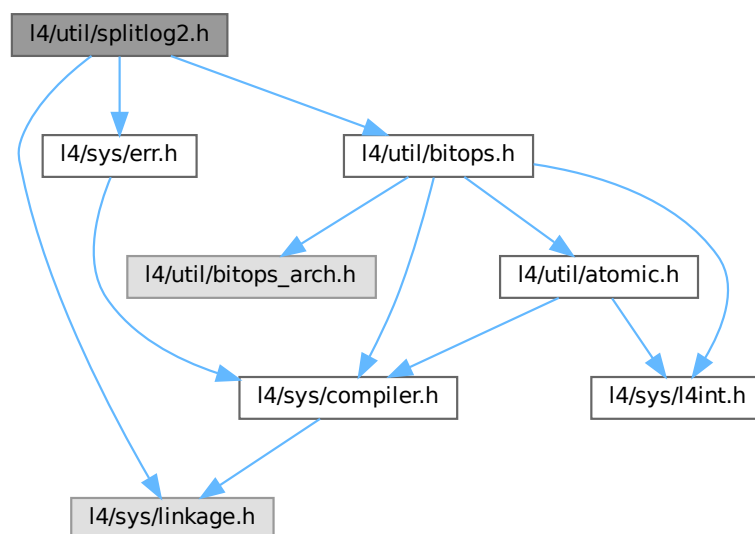 l4/util/splitlog2.h
l4/sys/err.h
l4/util/bitops.h
l4/util/bitops_arch.h
l4/util/atomic.h
l4/sys/compiler.h
l4/sys/l4int.h
l4/sys/linkage.h